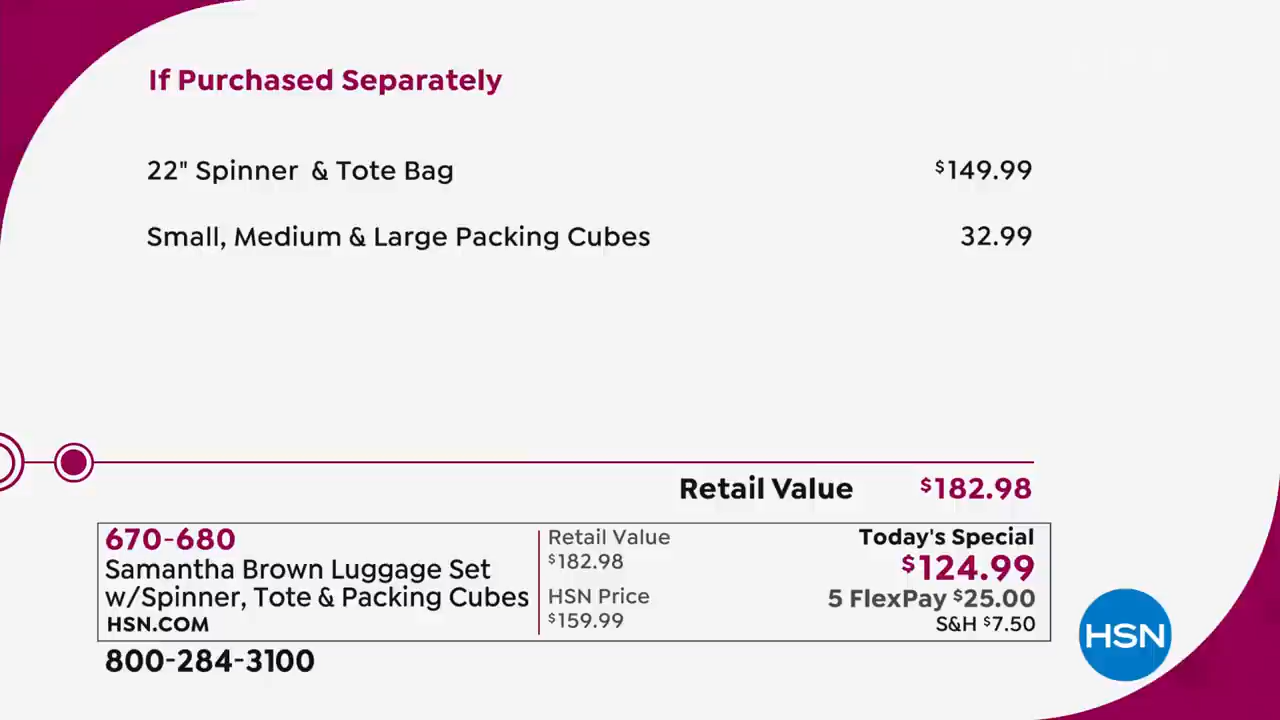 If Purchased Separately
22" Spinner & Tote Bag $149.99
Small, Medium & Large Packing Cubes 32.99
Retail Value $182.98
670-680
Samantha Brown Luggage Set
w/Spinner, Tote & Packing Cubes
HSN.COM
Retail Value
$182.98
HSN Price
$159.99
Today's Special
$124.99
5 FlexPay $25.00
S&H $7.50
HSN
800-284-3100